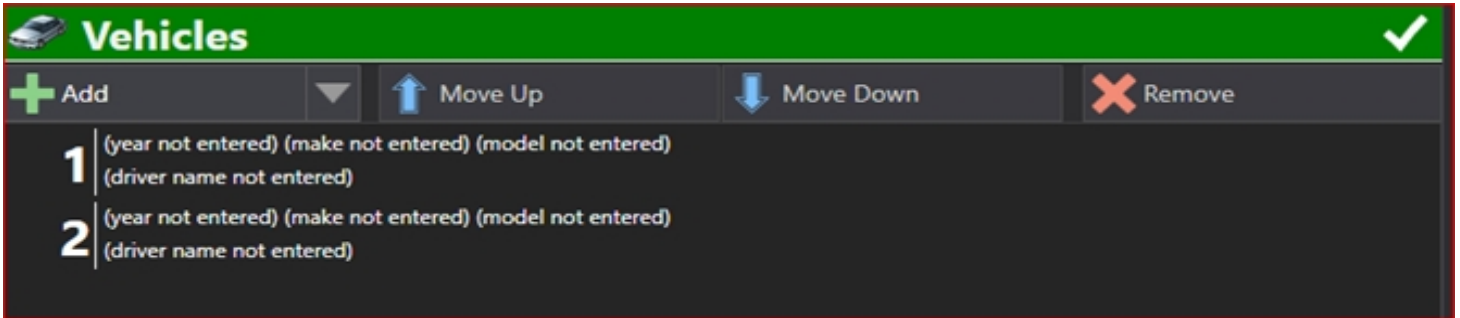 Vehicles
Add Move Up Move Down Remove
1 (year not entered) (make not entered) (model not entered)
(driver name not entered)
2 (year not entered) (make not entered) (model not entered)
(driver name not entered)